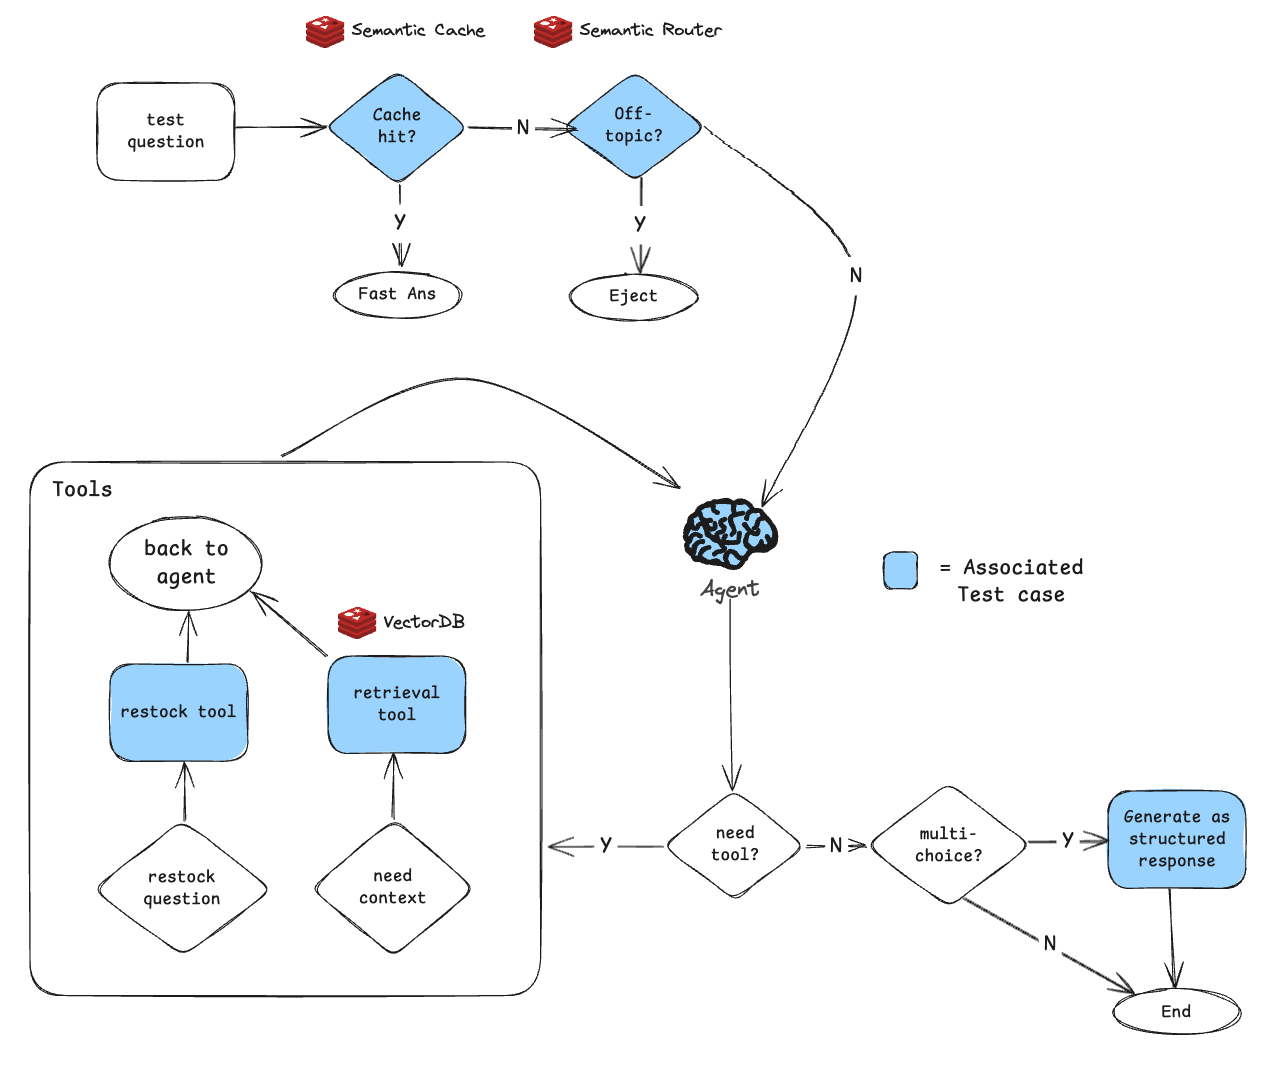 Semantic Cache
Semantic Router
test
question
Cache
hit?
N
Off-
topic?
Y
Y
N
Fast Ans
Eject
Tools
back to
agent
Agent
= Associated
Test case
VectorDB
restock tool
retrieval
tool
restock
question
need
context
Y
need
tool?
N
multi-
choice?
Y
Generate as
structured
response
N
End